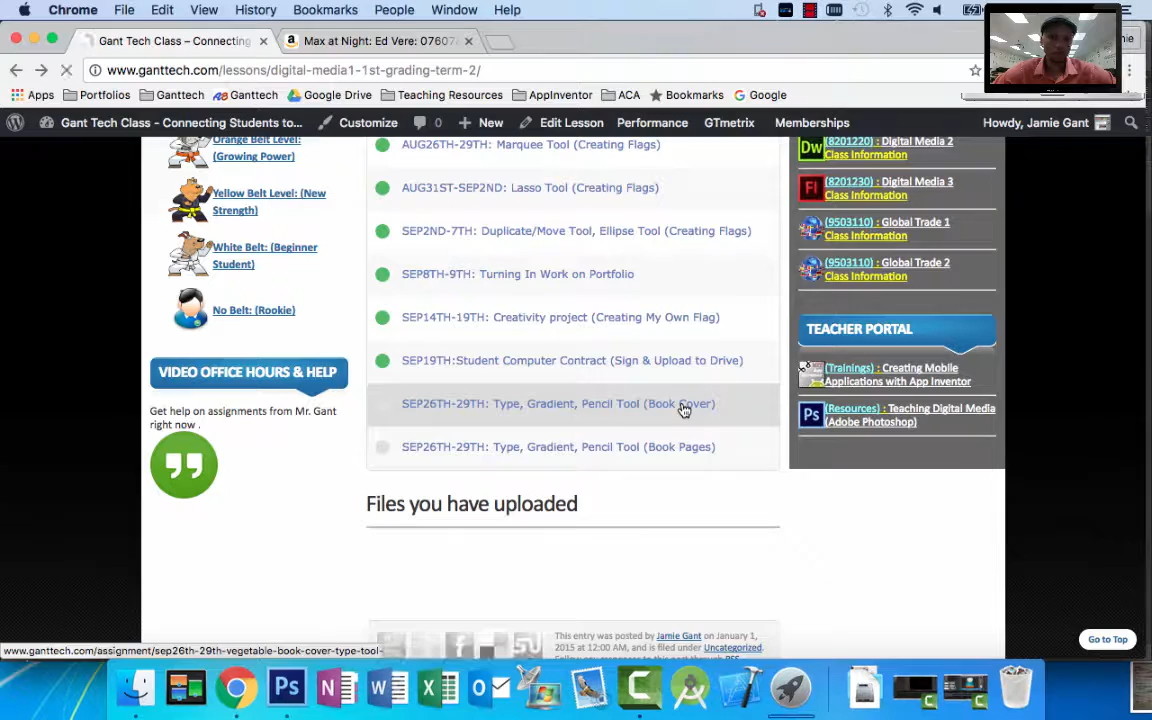 Chrome File Edit View History Bookmarks People Window Help
Gant Tech Class – Connecting
Max at Night: Ed Vere: 07607
www.ganttech.com/lessons/digital-media1-1st-grading-term-2/
Apps Portfolios Ganttech Ganttech Google Drive Teaching Resources AppInventor ACA Bookmarks Google
Gant Tech Class – Connecting Students to... Customize 0 New Edit Lesson Performance GTmetrix Memberships Howdy, Jamie Gant
Orange Belt Level:
(Growing Power)
Yellow Belt Level: (New
Strength)
White Belt: (Beginner
Student)
No Belt: (Rookie)
VIDEO OFFICE HOURS & HELP
Get help on assignments from Mr. Gant
right now .
AUG26TH-29TH: Marquee Tool (Creating Flags)
AUG31ST-SEP2ND: Lasso Tool (Creating Flags)
SEP2ND-7TH: Duplicate/Move Tool, Ellipse Tool (Creating Flags)
SEP8TH-9TH: Turning In Work on Portfolio
SEP14TH-19TH: Creativity project (Creating My Own Flag)
SEP19TH:Student Computer Contract (Sign & Upload to Drive)
SEP26TH-29TH: Type, Gradient, Pencil Tool (Book Cover)
SEP26TH-29TH: Type, Gradient, Pencil Tool (Book Pages)
Files you have uploaded
This entry was posted by Jamie Gant on January 1,
2015 at 12:00 AM, and is filed under Uncategorized.
Dw
(8201220) : Digital Media 2
Class Information
Fl
(8201230) : Digital Media 3
Class Information
(9503110) : Global Trade 1
Class Information
(9503110) : Global Trade 2
Class Information
TEACHER PORTAL
(Trainings) : Creating Mobile
Applications with App Inventor
Ps
(Resources) : Teaching Digital Media
(Adobe Photoshop)
Go to Top
www.ganttech.com/assignment/sep26th-29th-vegetable-book-cover-type-tool-
Ps N W X C